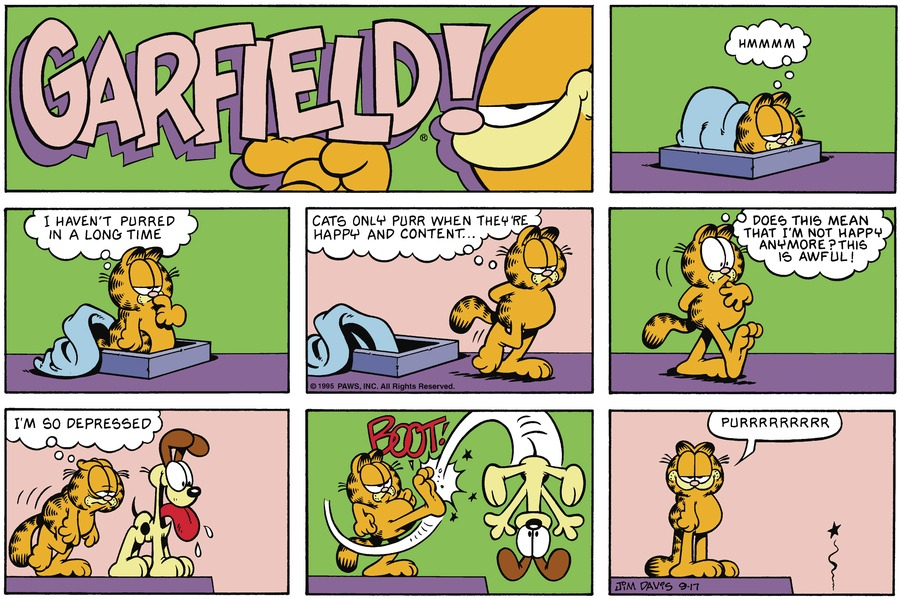 GARFIELD!
®
HMMMM
I HAVEN'T PURRED
IN A LONG TIME
CATS ONLY PURR WHEN THEY'RE
HAPPY AND CONTENT...
© 1995 PAWS, INC. All Rights Reserved.
DOES THIS MEAN
THAT I'M NOT HAPPY
ANYMORE? THIS
IS AWFUL!
I'M SO DEPRESSED
BOOT!
PURRRRRRRRR
JIM DAVIS 9-17